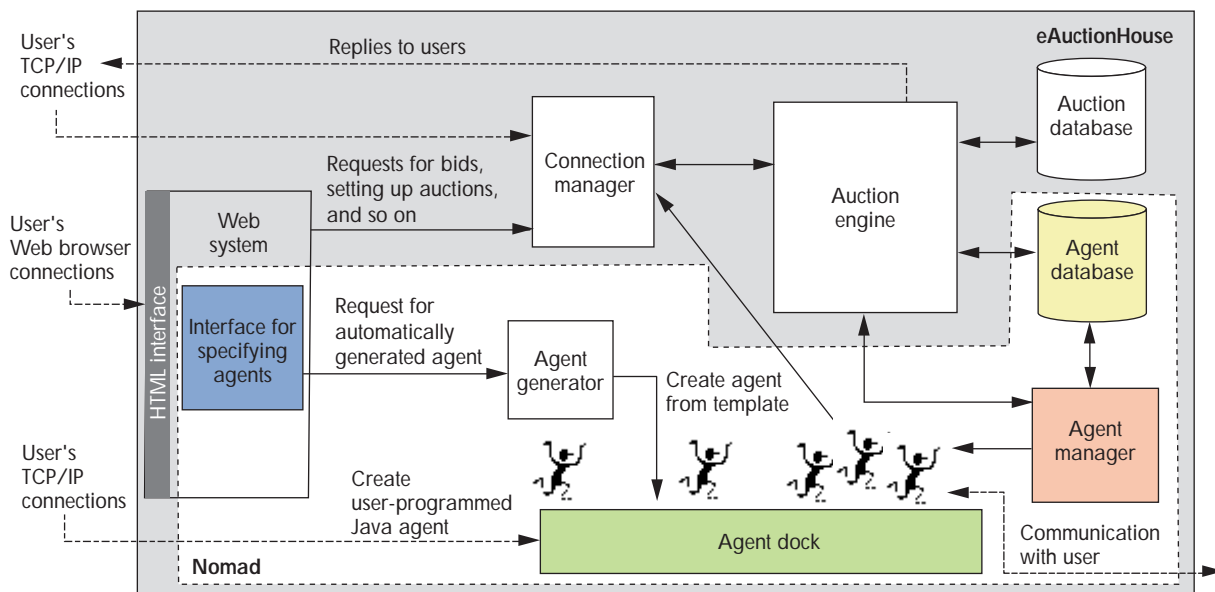 User's
TCP/IP
connections
Replies to users
eAuctionHouse
Auction
database
Connection
manager
Requests for bids,
setting up auctions,
and so on
Auction
engine
User's
Web browser
connections
HTML interface
Web
system
Agent
database
Interface for
specifying
agents
Request for
automatically
generated agent
Agent
generator
Create agent
from template
Agent
manager
User's
TCP/IP
connections
Create
user-programmed
Java agent
Agent dock
Communication
with user
Nomad